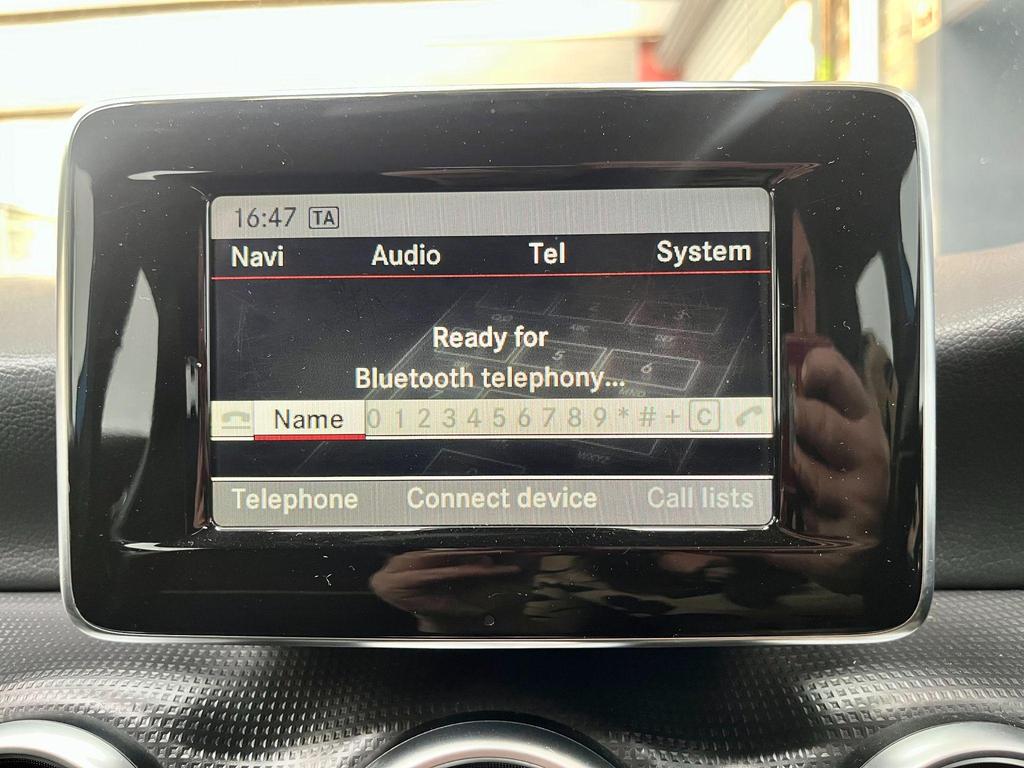 16:47 TA
Navi Audio Tel System
Ready for
Bluetooth telephony...
Name 0 1 2 3 4 5 6 7 8 9 * # + C
Telephone Connect device Call lists